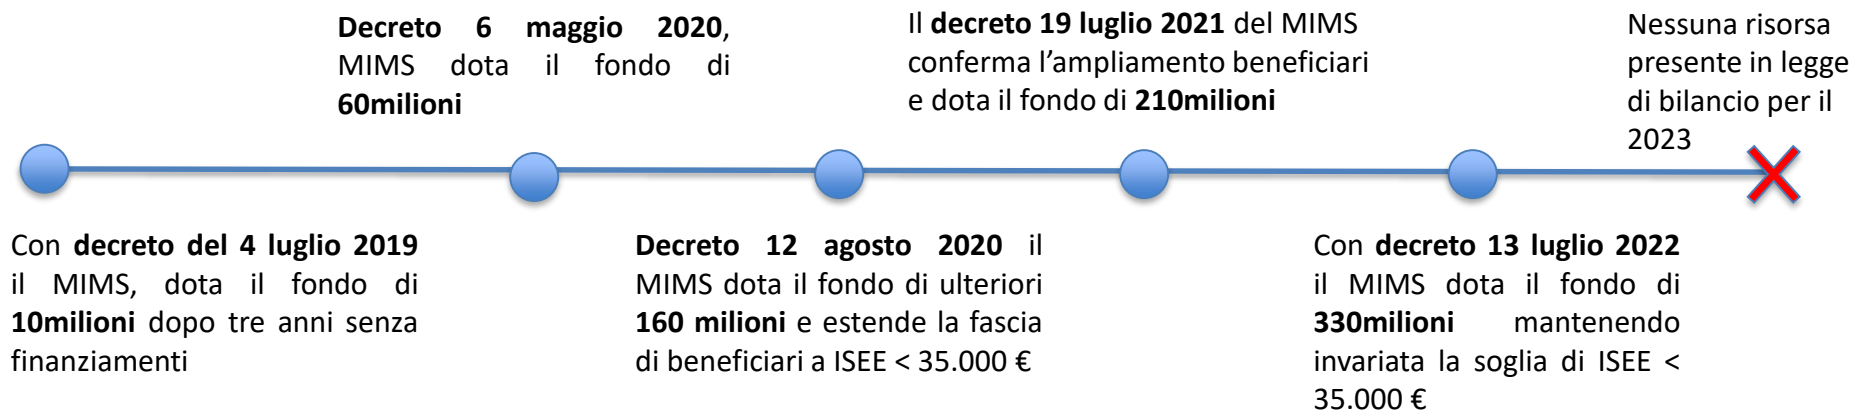 Decreto 6 maggio 2020,
MIMS dota il fondo di
60milioni
Il decreto 19 luglio 2021 del MIMS
conferma l’ampliamento beneficiari
e dota il fondo di 210milioni
Nessuna risorsa
presente in legge
di bilancio per il
2023
Con decreto del 4 luglio 2019
il MIMS, dota il fondo di
10milioni dopo tre anni senza
finanziamenti
Decreto 12 agosto 2020 il
MIMS dota il fondo di ulteriori
160 milioni e estende la fascia
di beneficiari a ISEE < 35.000 €
Con decreto 13 luglio 2022
il MIMS dota il fondo di
330milioni mantenendo
invariata la soglia di ISEE <
35.000 €